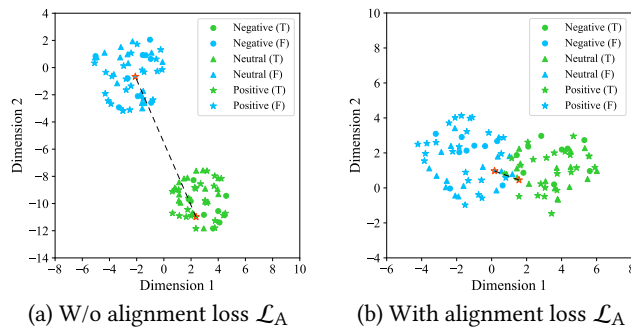 4
2
0
−2
−4
−6
−8
−10
−12
−14
−8
−6
−4
−2
0
2
4
6
8
10
Dimension 2
Dimension 1
Negative (T)
Negative (F)
Neutral (T)
Neutral (F)
Positive (T)
Positive (F)
(a) W/o alignment loss ℒA
10
8
6
4
2
0
−2
−4
−6
−4
−2
0
2
4
6
8
Dimension 2
Dimension 1
Negative (T)
Negative (F)
Neutral (T)
Neutral (F)
Positive (T)
Positive (F)
(b) With alignment loss ℒA